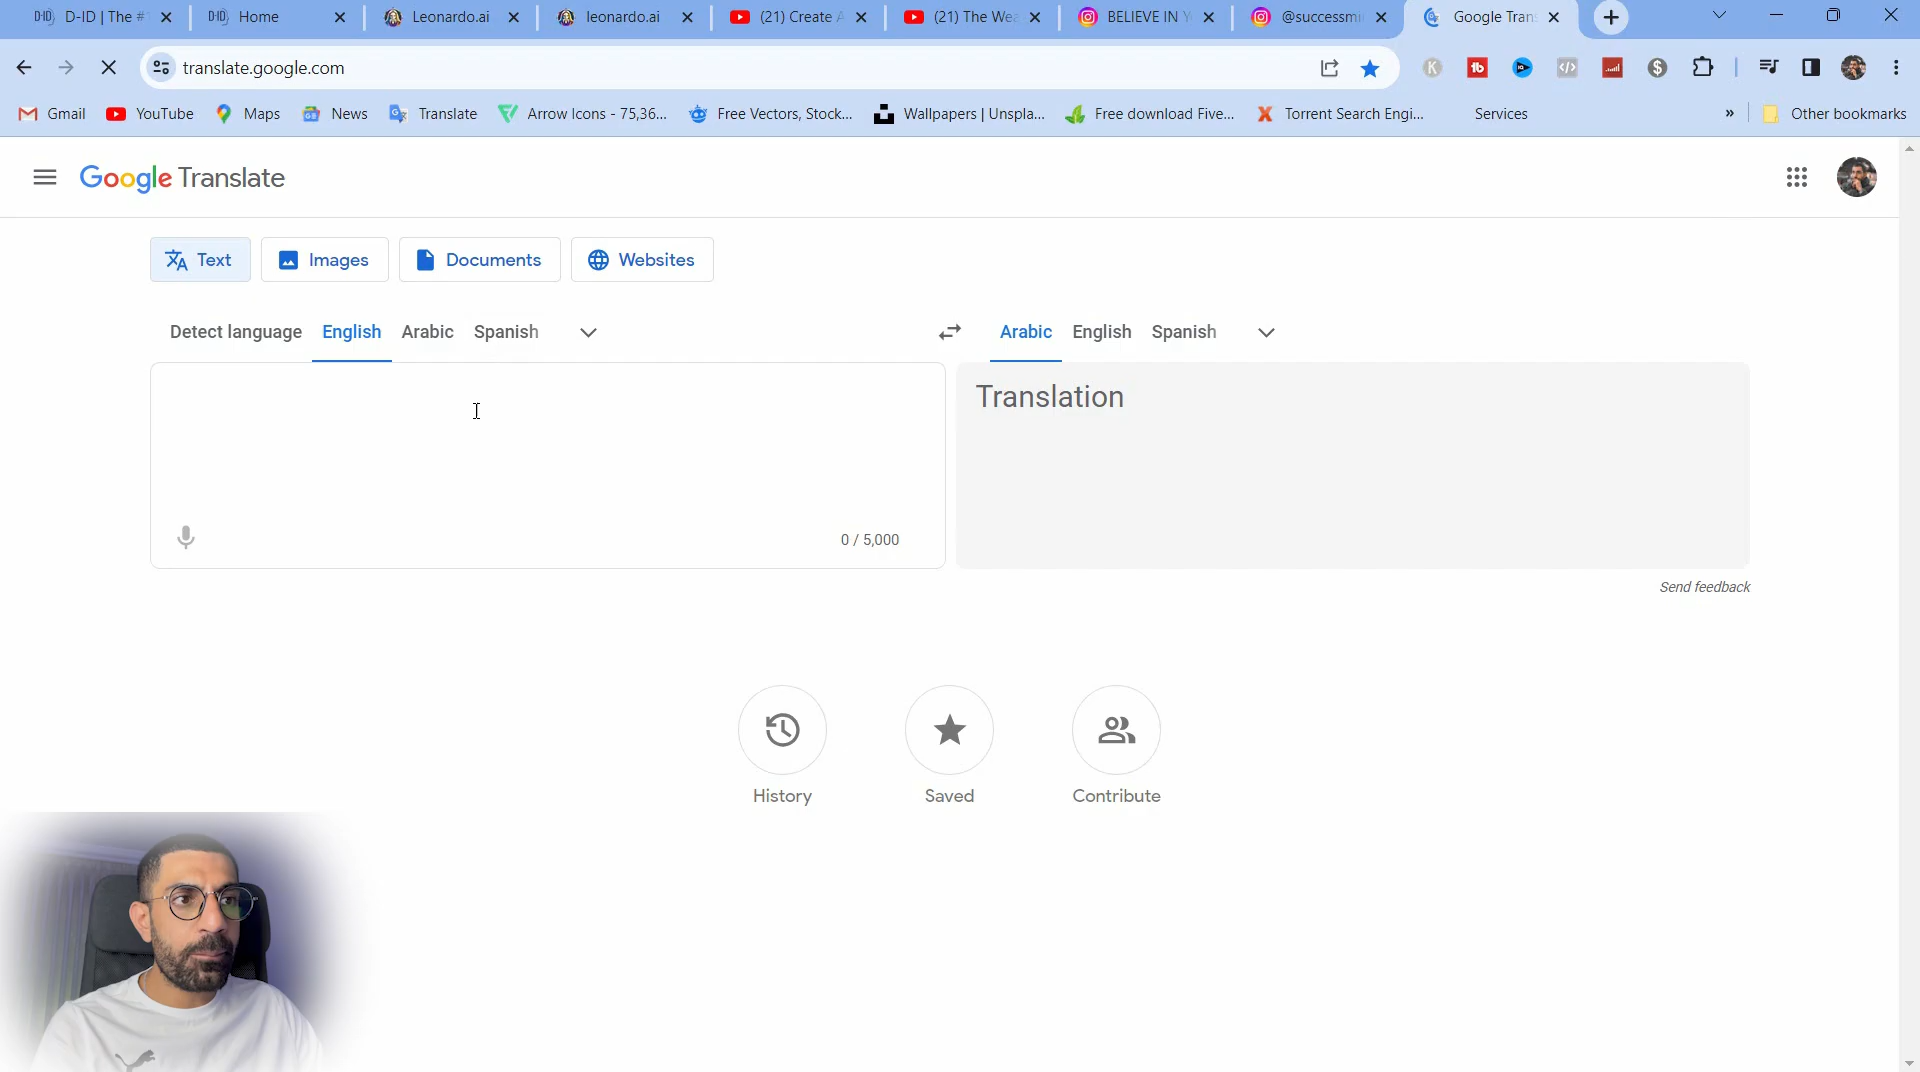 D-ID | The #1
Home
Leonardo.ai
leonardo.ai
(21) Create A
(21) The Wea
BELIEVE IN Y
@successmi
Google Tran
translate.google.com
Gmail
YouTube
Maps
News
Translate
Arrow Icons - 75,36...
Free Vectors, Stock...
Wallpapers | Unspla...
Free download Five...
Torrent Search Engi...
Services
»
Other bookmarks
Google Translate
Text
Images
Documents
Websites
Detect language
English
Arabic
Spanish
Arabic
English
Spanish
Translation
0 / 5,000
Send feedback
History
Saved
Contribute